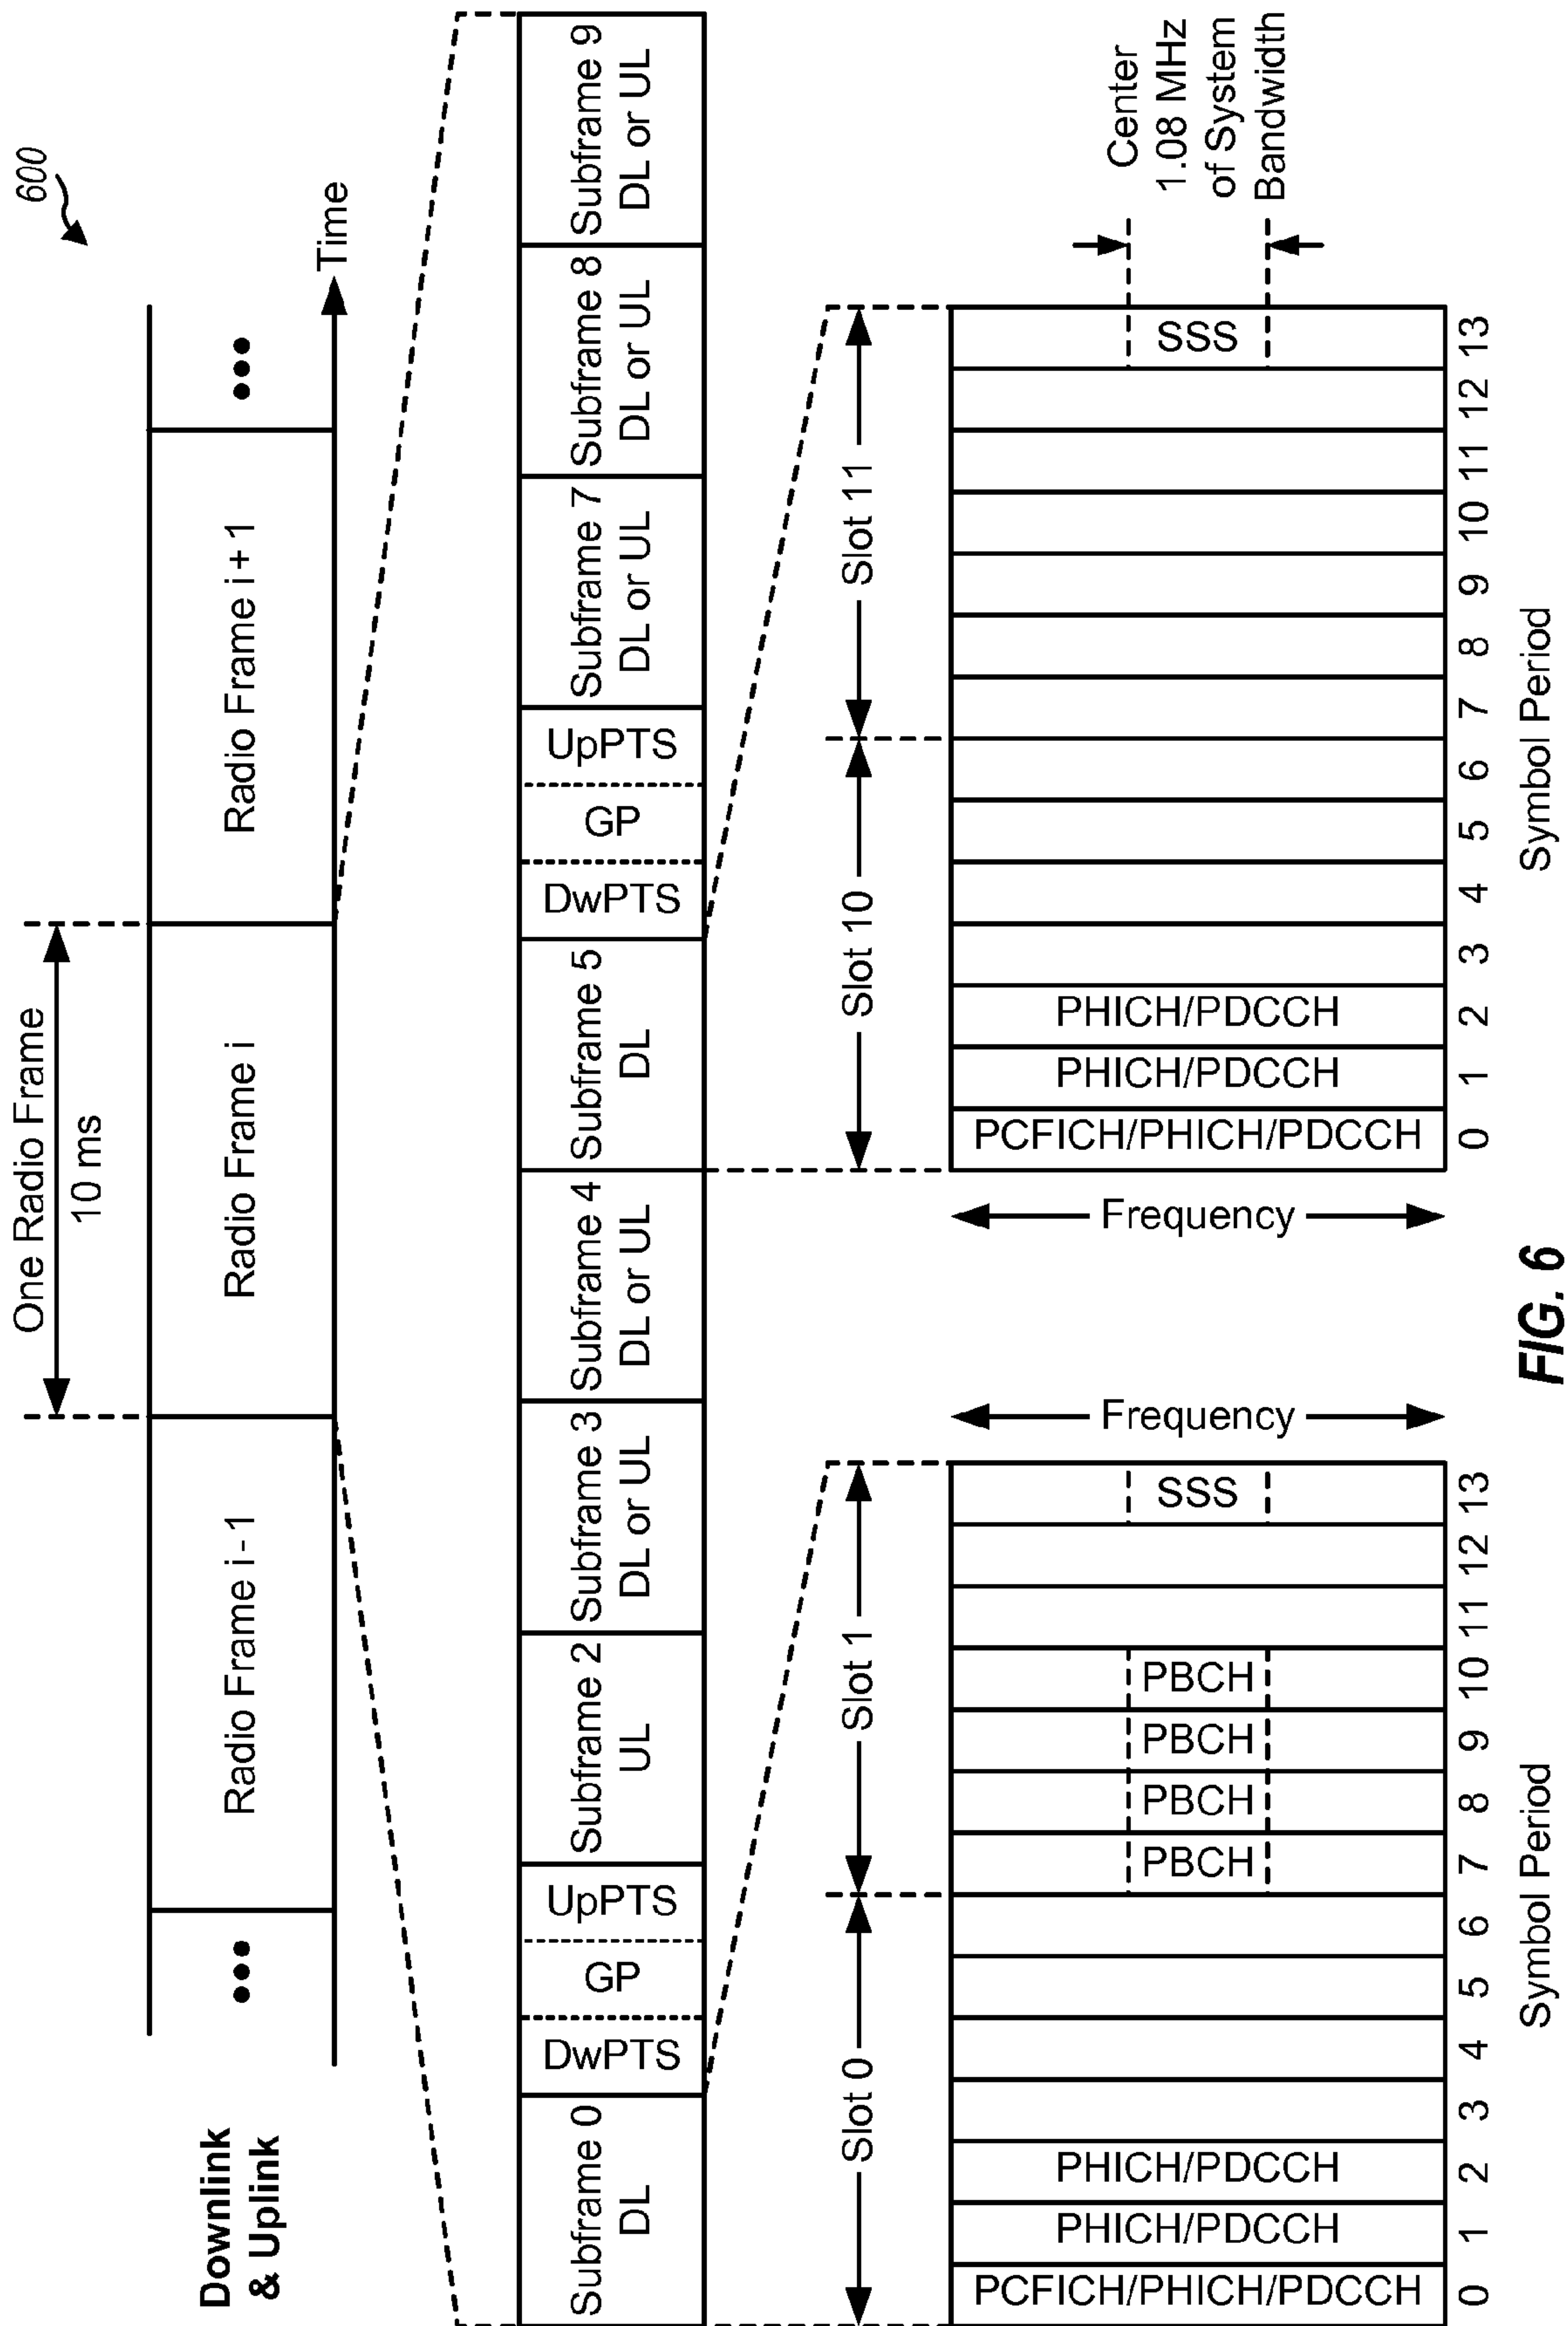 600
One Radio Frame
10 ms
Downlink
& Uplink
•••
Radio Frame i - 1
Radio Frame i
Radio Frame i + 1
•••
Time
Subframe 0
DL
DwPTS
GP
UpPTS
Subframe 2
UL
Subframe 3
DL or UL
Subframe 4
DL or UL
Subframe 5
DL
DwPTS
GP
UpPTS
Subframe 7
DL or UL
Subframe 8
DL or UL
Subframe 9
DL or UL
Slot 0
Slot 1
PCFICH/PHICH/PDCCH
PHICH/PDCCH
PHICH/PDCCH
PBCH
PBCH
PBCH
PBCH
SSS
Frequency
0 1 2 3 4 5 6 7 8 9 10 11 12 13
Symbol Period
Slot 10
Slot 11
Frequency
PCFICH/PHICH/PDCCH
PHICH/PDCCH
PHICH/PDCCH
SSS
Center
1.08 MHz
of System
Bandwidth
0 1 2 3 4 5 6 7 8 9 10 11 12 13
Symbol Period
FIG. 6